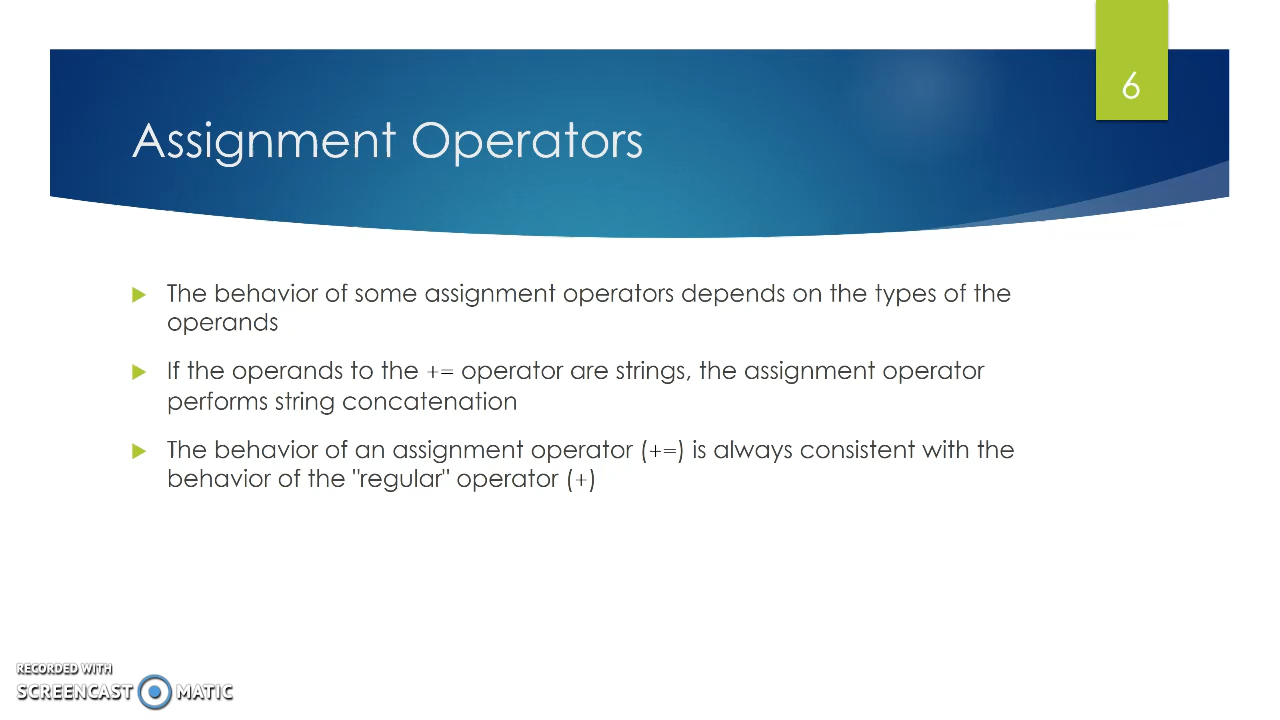 6
Assignment Operators
The behavior of some assignment operators depends on the types of the
operands
If the operands to the += operator are strings, the assignment operator
performs string concatenation
The behavior of an assignment operator (+=) is always consistent with the
behavior of the "regular" operator (+)
RECORDED WITH
SCREENCAST MATIC